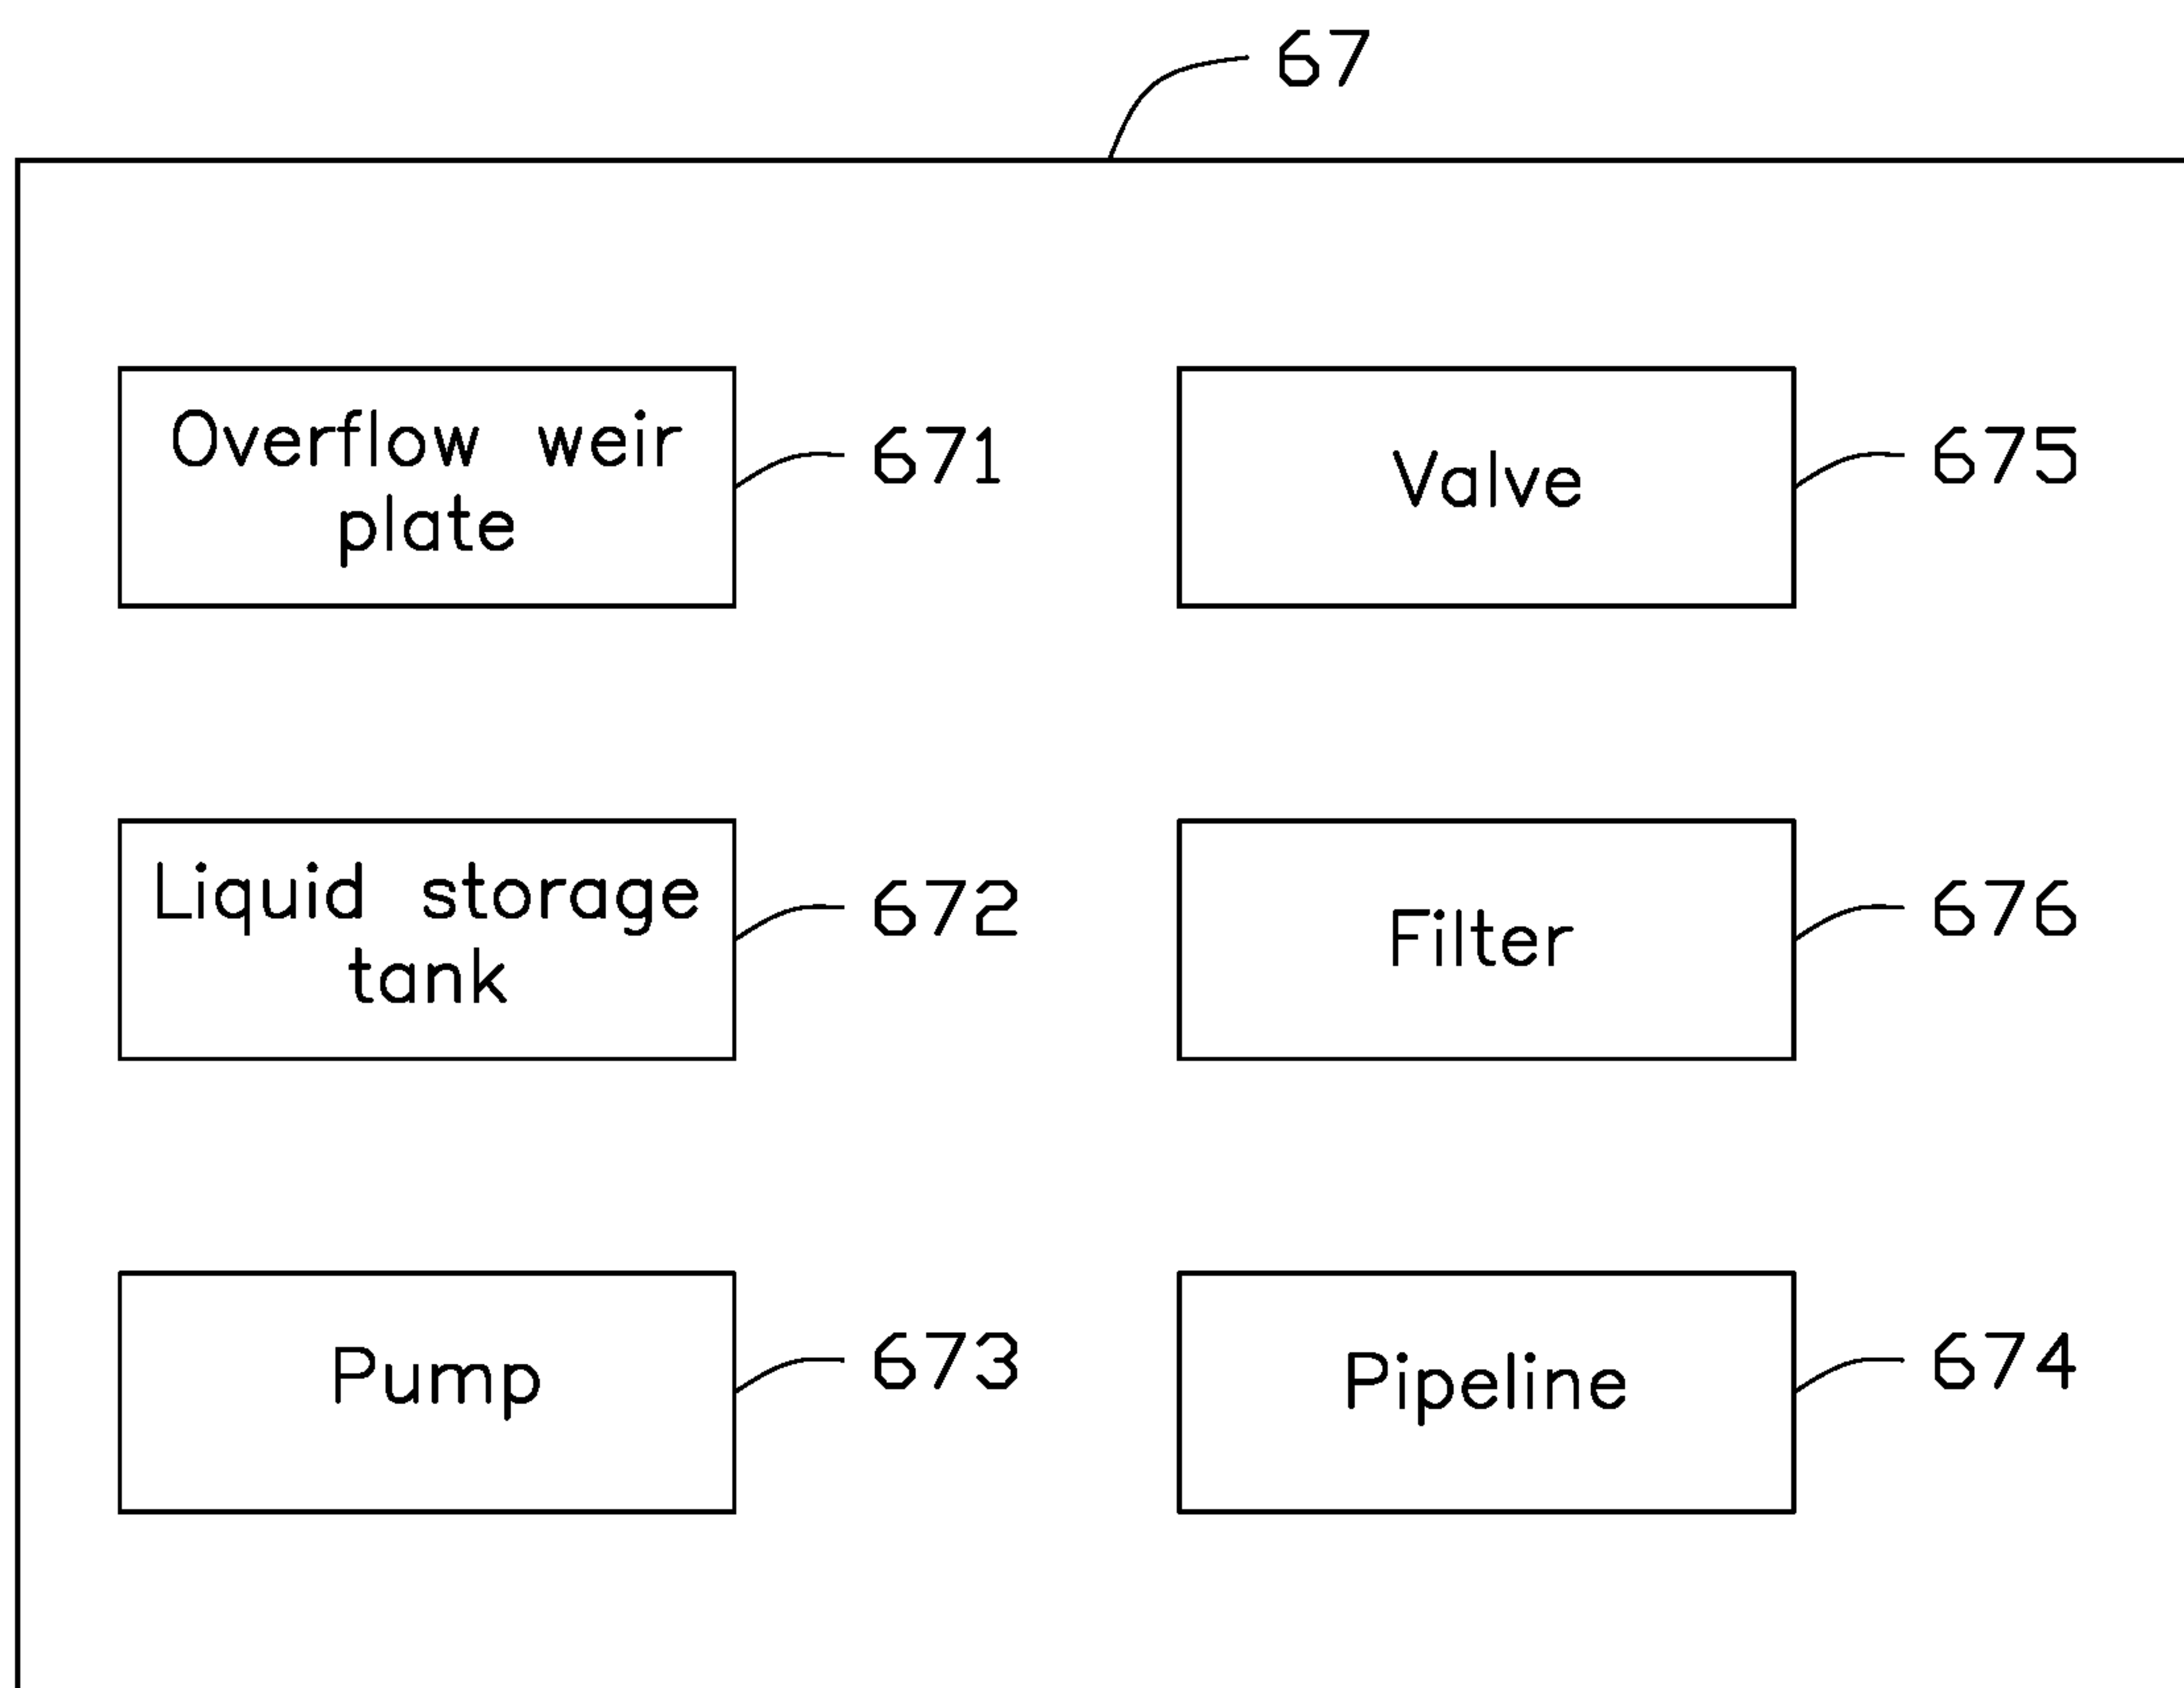 67
Overflow weir
plate
671
Valve
675
Liquid storage
tank
672
Filter
676
Pump
673
Pipeline
674